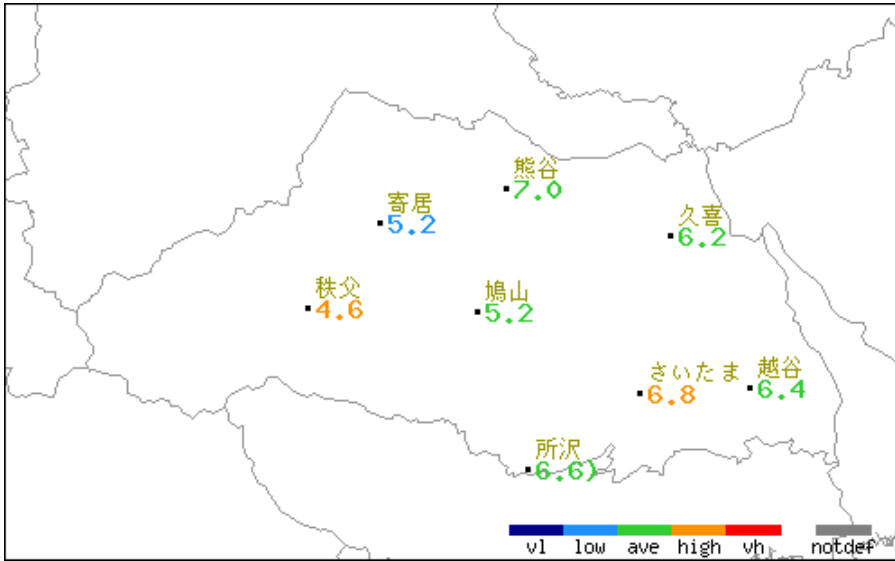 熊谷
7.0
寄居
5.2
久喜
6.2
秩父
4.6
鳩山
5.2
さいたま
6.8
越谷
6.4
所沢
6.6)
vl low ave high vh notdef